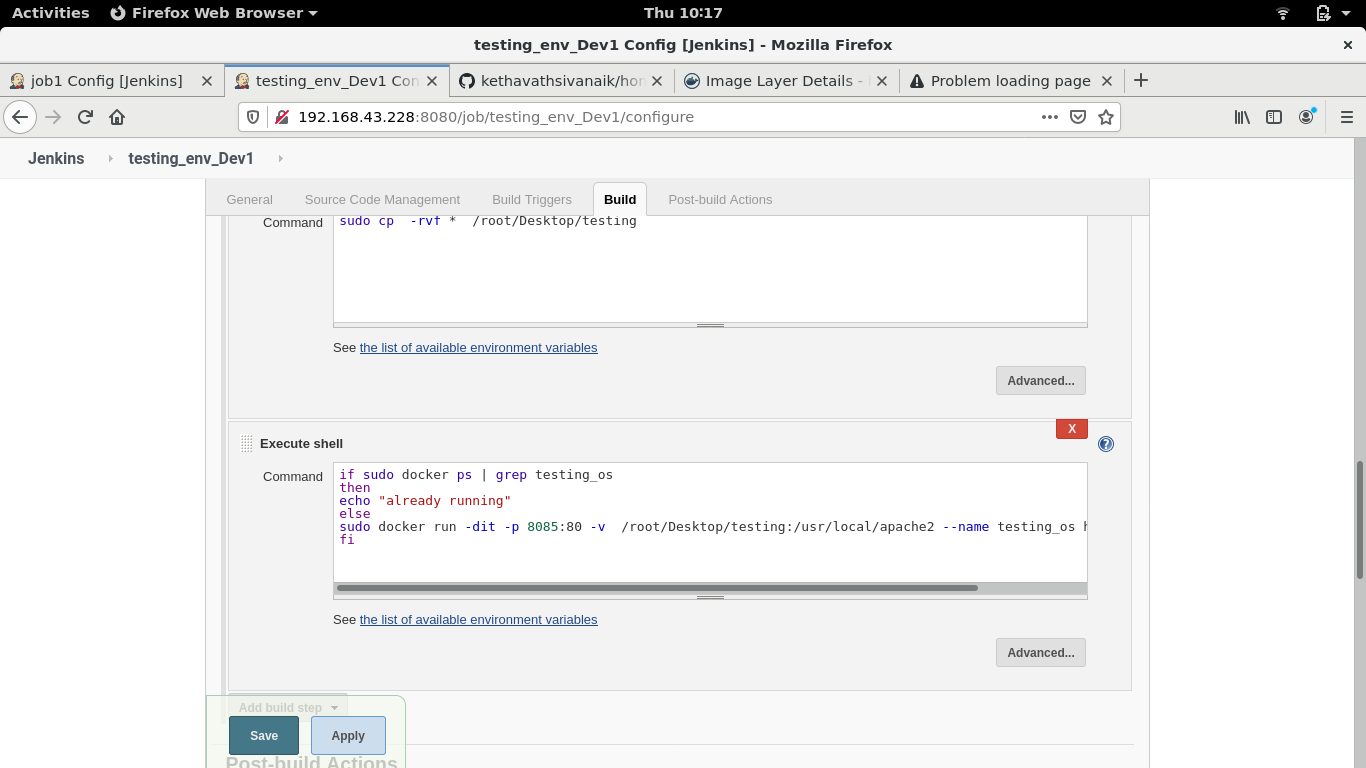 Activities Firefox Web Browser Thu 10:17
testing_env_Dev1 Config [Jenkins] - Mozilla Firefox
job1 Config [Jenkins] testing_env_Dev1 Con kethavathsivanaik/hor Image Layer Details - Problem loading page
192.168.43.228:8080/job/testing_env_Dev1/configure
Jenkins testing_env_Dev1
General Source Code Management Build Triggers Build Post-build Actions
Command sudo cp  -rvf *  /root/Desktop/testing
See the list of available environment variables
Advanced...
X
Execute shell
Command if sudo docker ps | grep testing_os
then
echo "already running"
else
sudo docker run -dit -p 8085:80 -v  /root/Desktop/testing:/usr/local/apache2 --name testing_os h
fi
See the list of available environment variables
Advanced...
Add build step
Save Apply
Post-build Actions